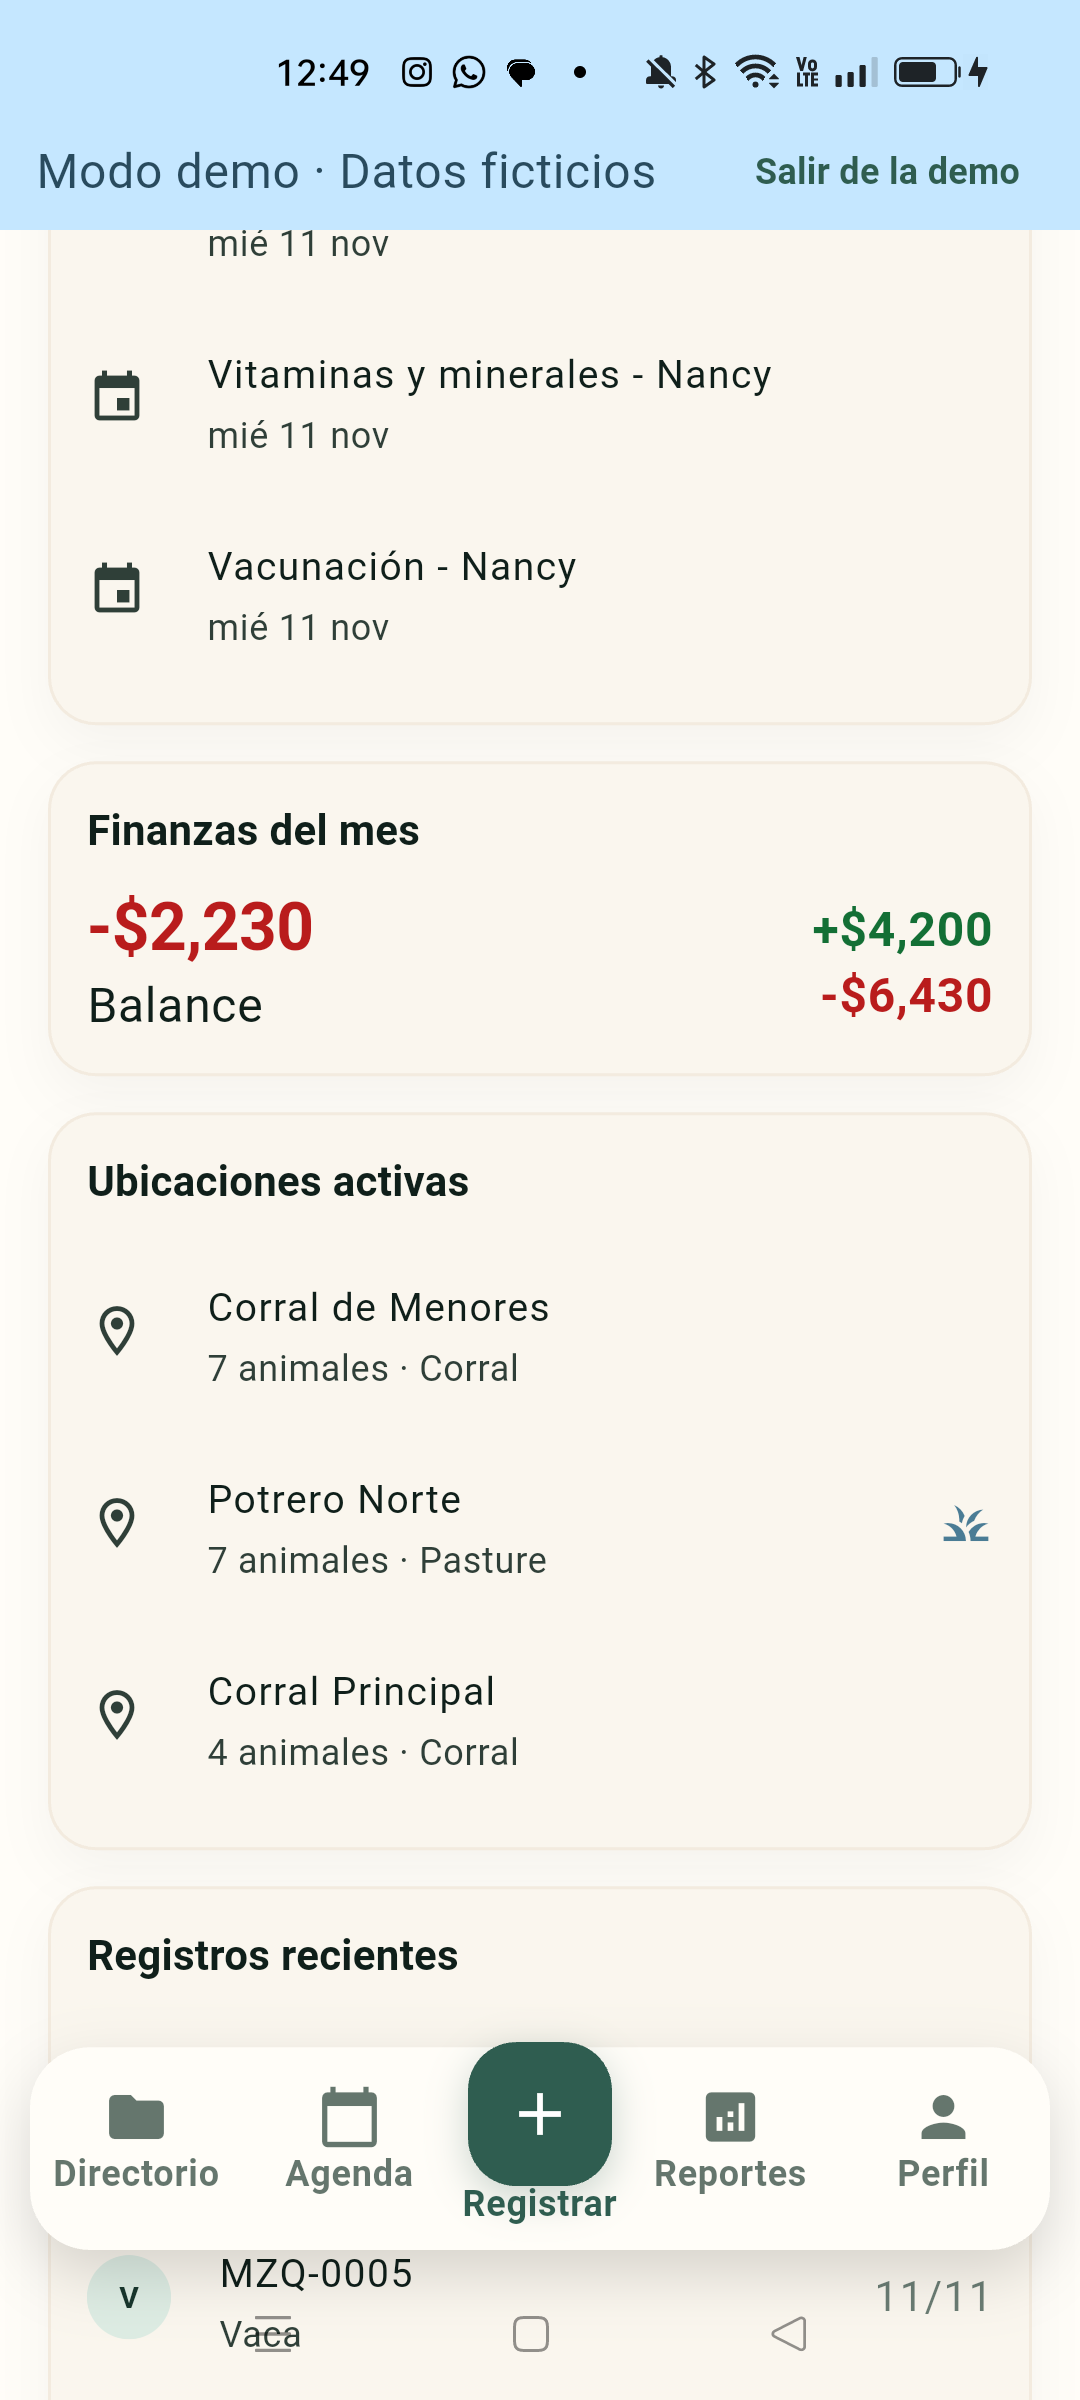 12:49
Vo
LTE
Modo demo · Datos ficticios
Salir de la demo
mié 11 nov
Vitaminas y minerales - Nancy
mié 11 nov
Vacunación - Nancy
mié 11 nov
Finanzas del mes
-$2,230
+$4,200
-$6,430
Balance
Ubicaciones activas
Corral de Menores
7 animales · Corral
Potrero Norte
7 animales · Pasture
Corral Principal
4 animales · Corral
Registros recientes
Directorio
Agenda
Registrar
Reportes
Perfil
V
MZQ-0005
11/11
Vaca